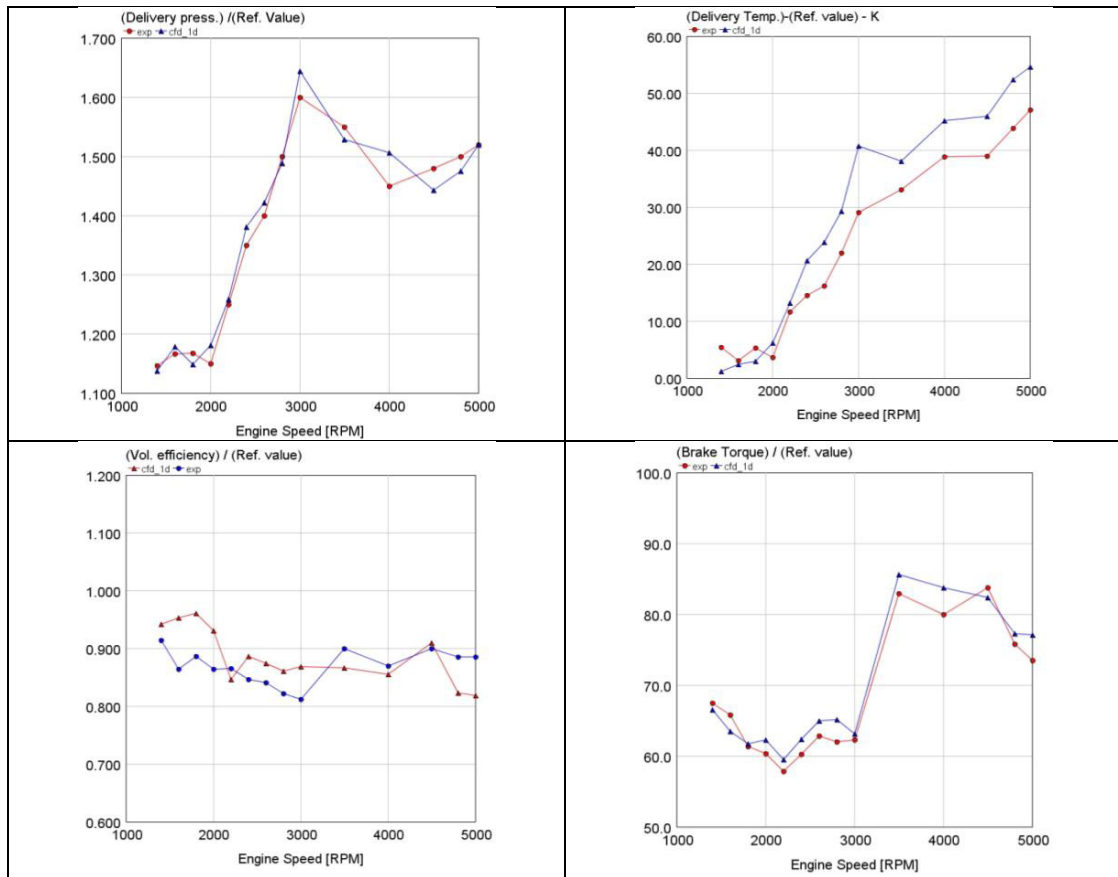 (Delivery press.) /(Ref. Value)
exp cfd_1d
1.700
1.600
1.500
1.400
1.300
1.200
1.100
1000 2000 3000 4000 5000
Engine Speed [RPM]
(Delivery Temp.)-(Ref. value) - K
exp cfd_1d
60.00
50.00
40.00
30.00
20.00
10.00
0.00
1000 2000 3000 4000 5000
Engine Speed [RPM]
(Vol. efficiency) / (Ref. value)
cfd_1d exp
1.200
1.100
1.000
0.900
0.800
0.700
0.600
1000 2000 3000 4000 5000
Engine Speed [RPM]
(Brake Torque) / (Ref. value)
exp cfd_1d
100.0
90.0
80.0
70.0
60.0
50.0
1000 2000 3000 4000 5000
Engine Speed [RPM]